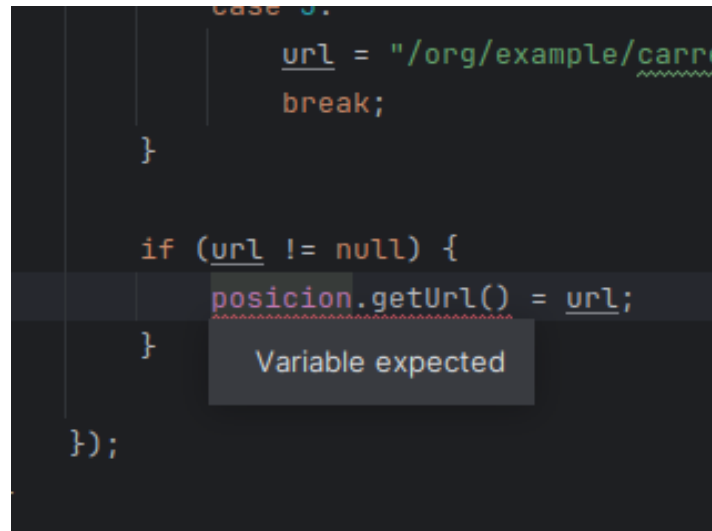 url = "/org/example/carr
break;
}
if (url != null) {
posicion.getUrl() = url;
}
Variable expected
});